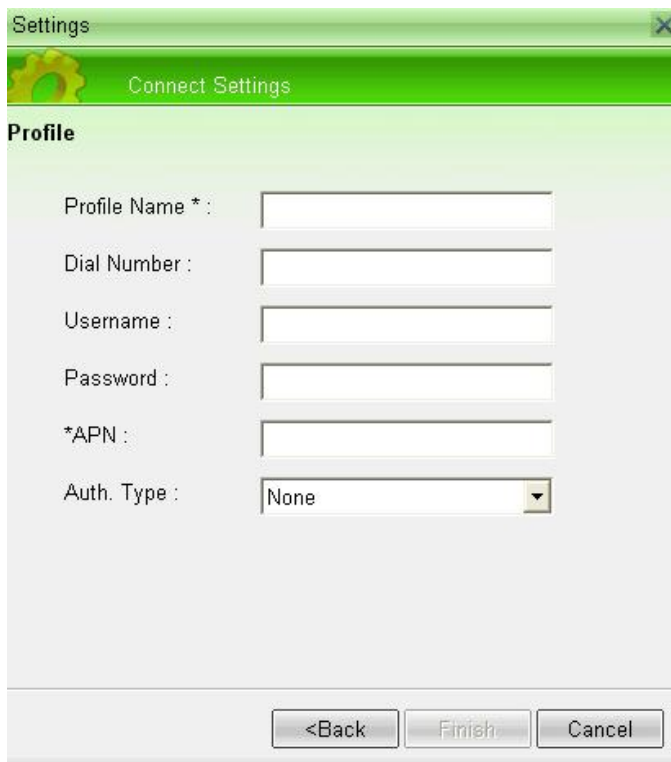 Settings
Connect Settings
Profile
Profile Name * :
Dial Number :
Username :
Password :
*APN :
Auth. Type : None
<Back Finish Cancel